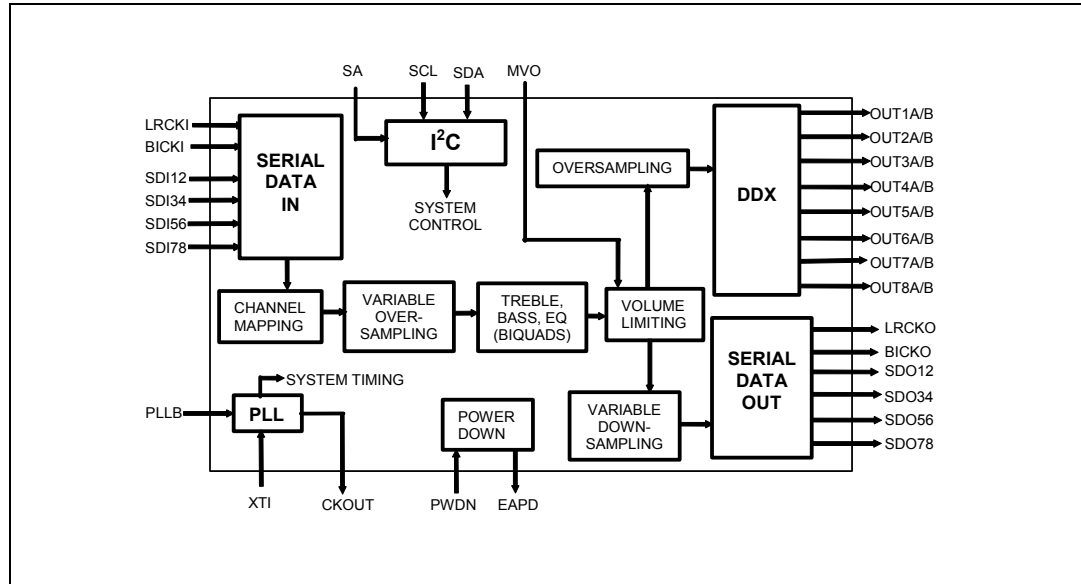 SA
SCL
SDA
MVO
LRCKI
BICKI
SDI12
SDI34
SDI56
SDI78
SERIAL
DATA
IN
I²C
SYSTEM
CONTROL
OVERSAMPLING
DDX
OUT1A/B
OUT2A/B
OUT3A/B
OUT4A/B
OUT5A/B
OUT6A/B
OUT7A/B
OUT8A/B
CHANNEL
MAPPING
VARIABLE
OVER-
SAMPLING
TREBLE,
BASS, EQ
(BIQUADS)
VOLUME
LIMITING
SERIAL
DATA
OUT
LRCKO
BICKO
SDO12
SDO34
SDO56
SDO78
SYSTEM TIMING
PLLB
PLL
POWER
DOWN
VARIABLE
DOWN-
SAMPLING
XTI
CKOUT
PWDN
EAPD